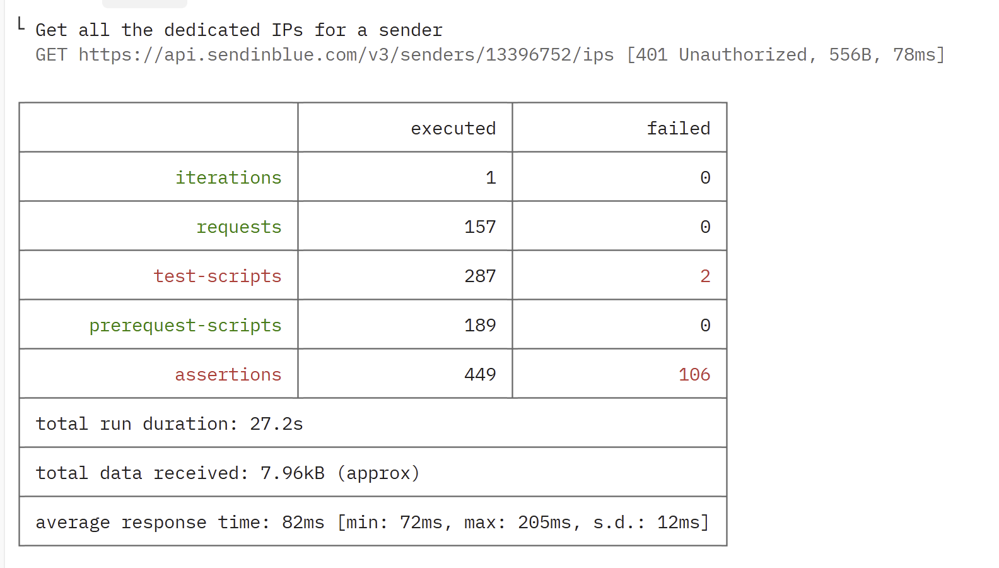 └ Get all the dedicated IPs for a sender
GET https://api.sendinblue.com/v3/senders/13396752/ips [401 Unauthorized, 556B, 78ms]
executed failed
iterations 1 0
requests 157 0
test-scripts 287 2
prerequest-scripts 189 0
assertions 449 106
total run duration: 27.2s
total data received: 7.96kB (approx)
average response time: 82ms [min: 72ms, max: 205ms, s.d.: 12ms]